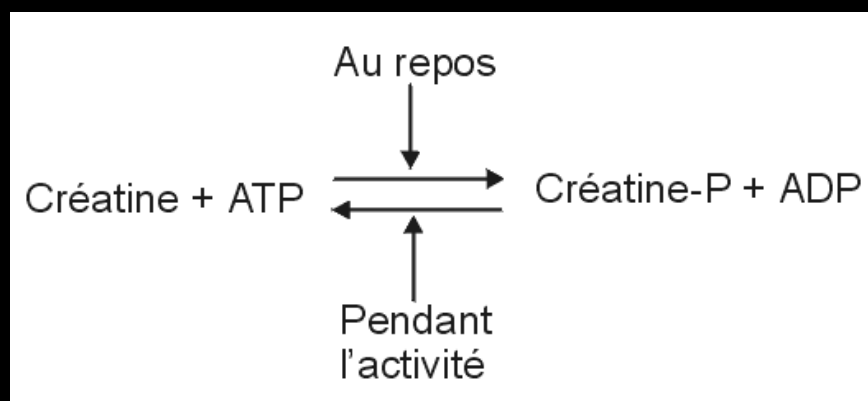 Au repos
Créatine + ATP
Créatine-P + ADP
Pendant
l'activité